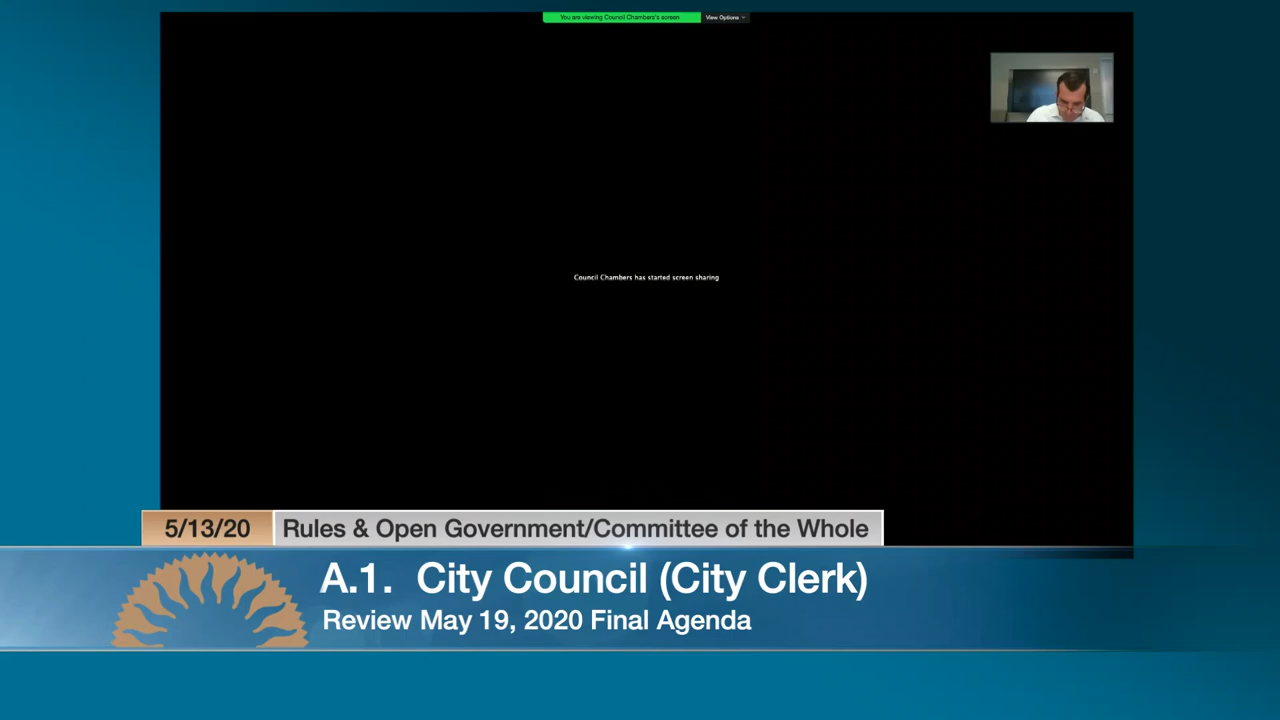 You are viewing Council Chambers's screen View Options
Council Chambers has started screen sharing
5/13/20 Rules & Open Government/Committee of the Whole
A.1. City Council (City Clerk)
Review May 19, 2020 Final Agenda